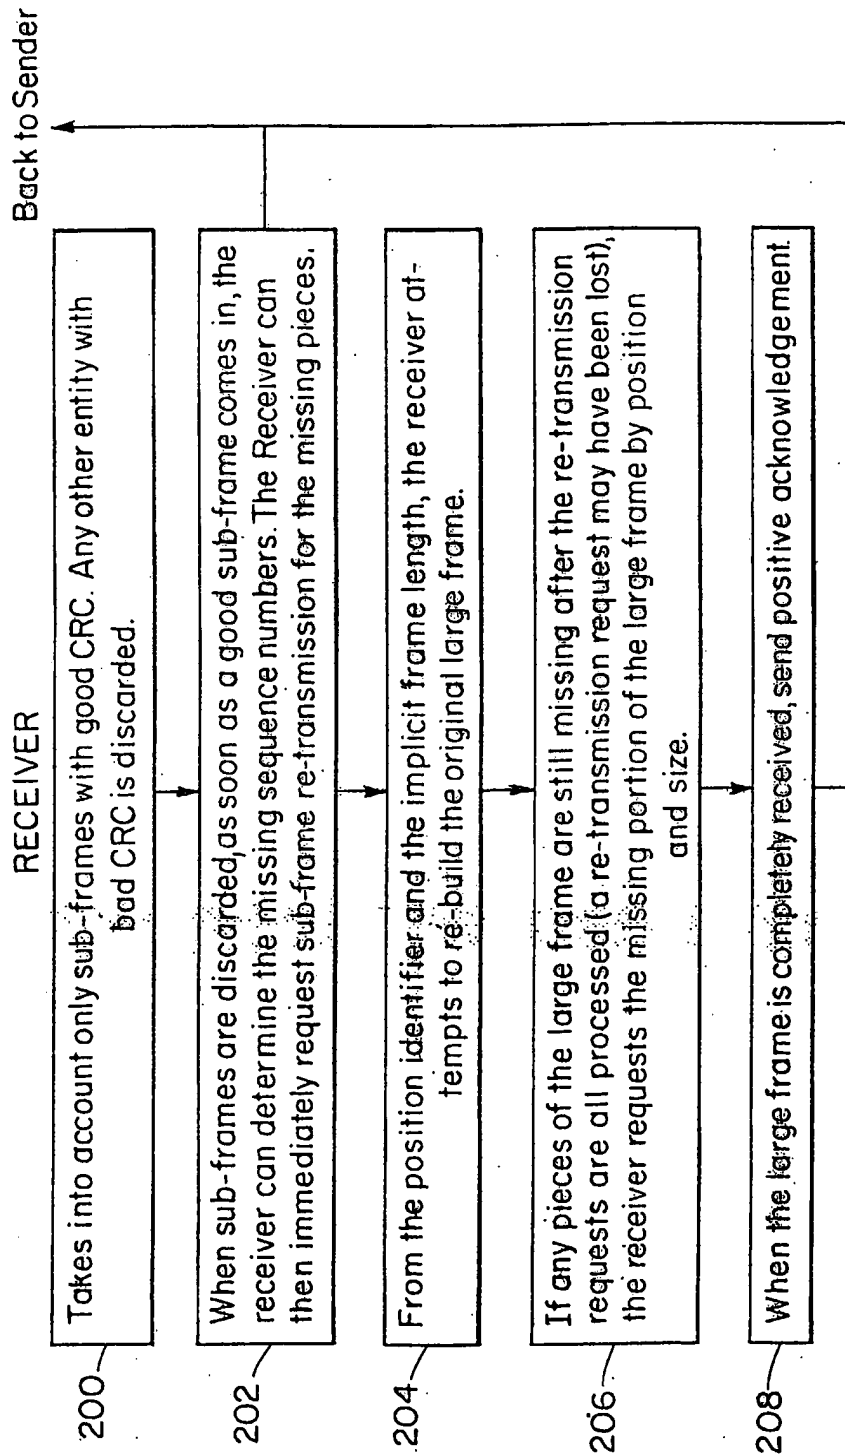 RECEIVER
Back to Sender
200
Takes into account only sub-frames with good CRC. Any other entity with
bad CRC is discarded.
202
When sub-frames are discarded, as soon as a good sub-frame comes in, the
receiver can determine the missing sequence numbers. The Receiver can
then immediately request sub-frame re-transmission for the missing pieces.
204
From the position identifier and the implicit frame length, the receiver at-
tempts to re-build the original large frame.
206
If any pieces of the large frame are still missing after the re-transmission
requests are all processed (a re-transmission request may have been lost),
the receiver requests the missing portion of the large frame by position
and size.
208
When the large frame is completely received, send positive acknowledgement.